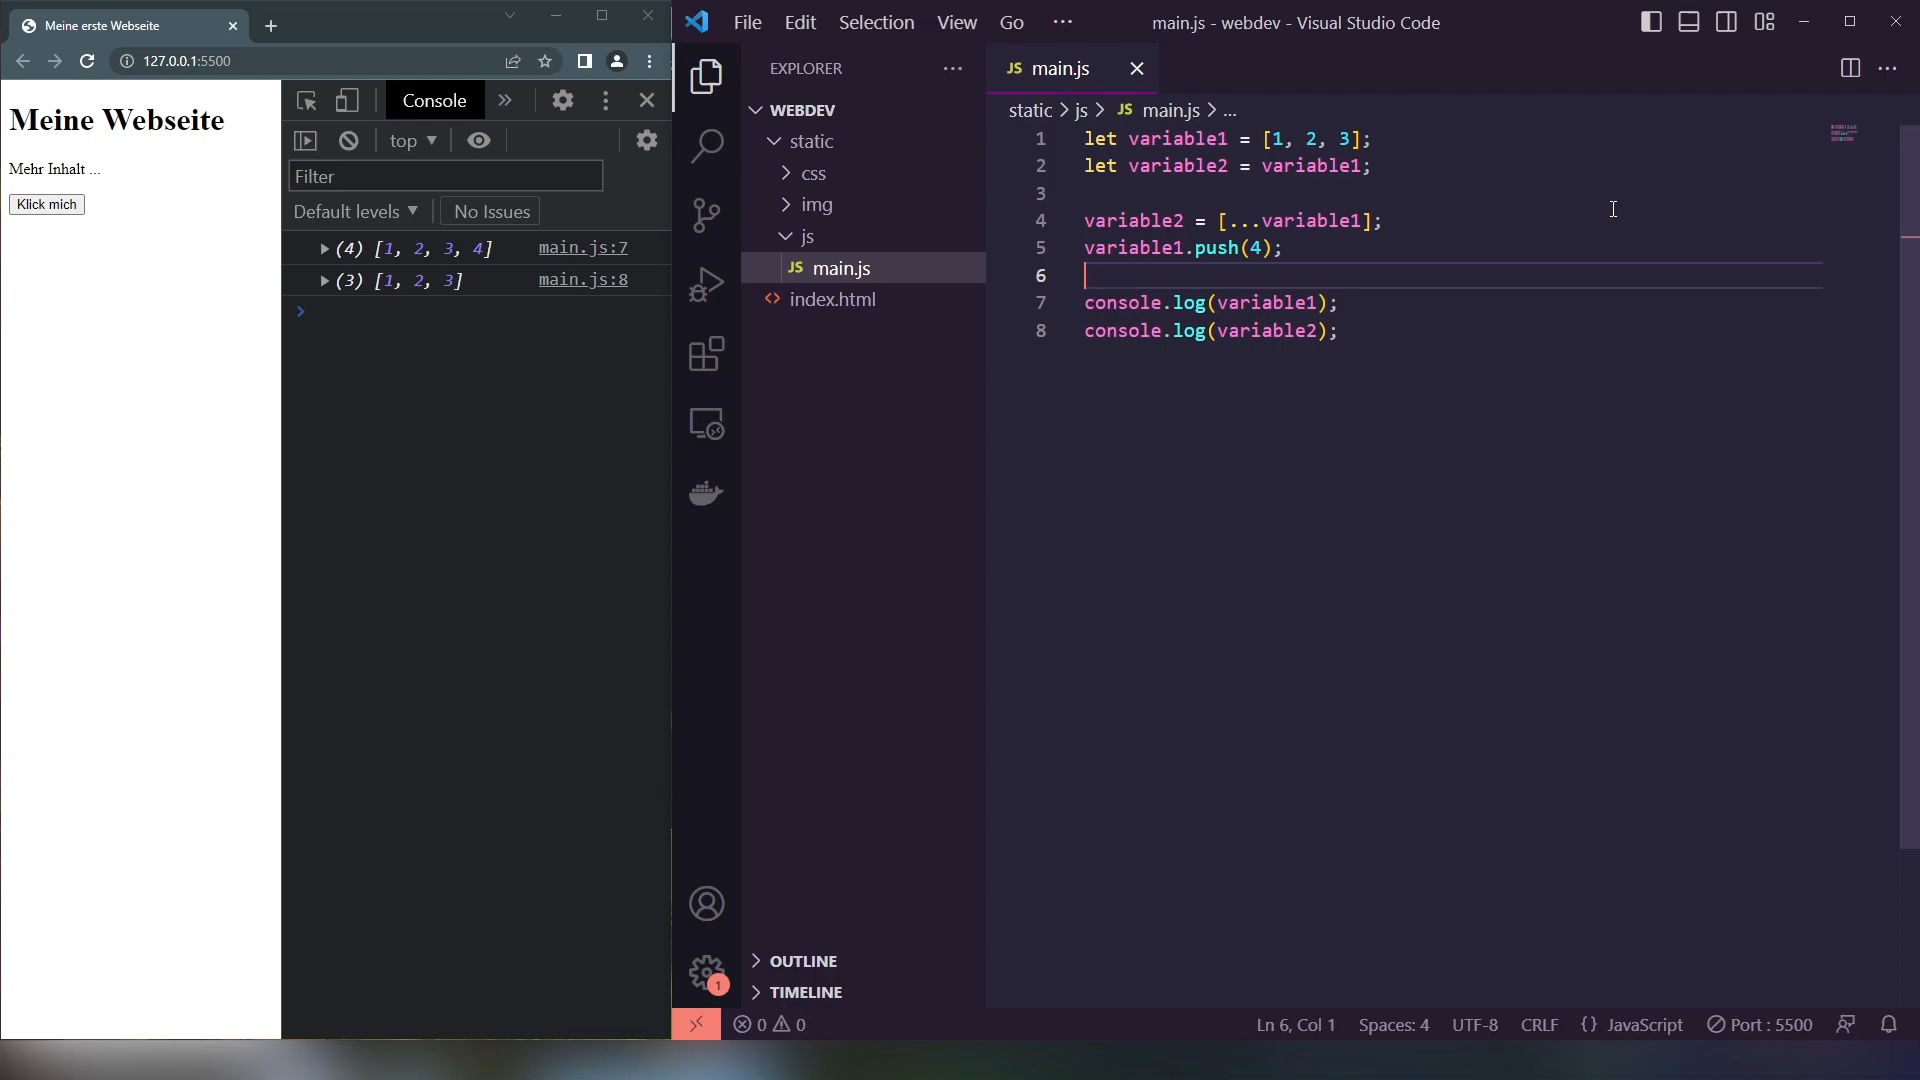 Meine erste Webseite
127.0.0.1:5500
Meine Webseite
Mehr Inhalt ...
Klick mich
Console
top
Filter
Default levels
No Issues
(4) [1, 2, 3, 4] main.js:7
(3) [1, 2, 3] main.js:8
File Edit Selection View Go ···
main.js - webdev - Visual Studio Code
EXPLORER
WEBDEV
static
css
img
js
JS main.js
index.html
OUTLINE
TIMELINE
1
JS main.js
static > js > JS main.js > ...
1 let variable1 = [1, 2, 3];
2 let variable2 = variable1;
3
4 variable2 = [...variable1];
5 variable1.push(4);
6
7 console.log(variable1);
8 console.log(variable2);
0 0
Ln 6, Col 1 Spaces: 4 UTF-8 CRLF {} JavaScript Port : 5500